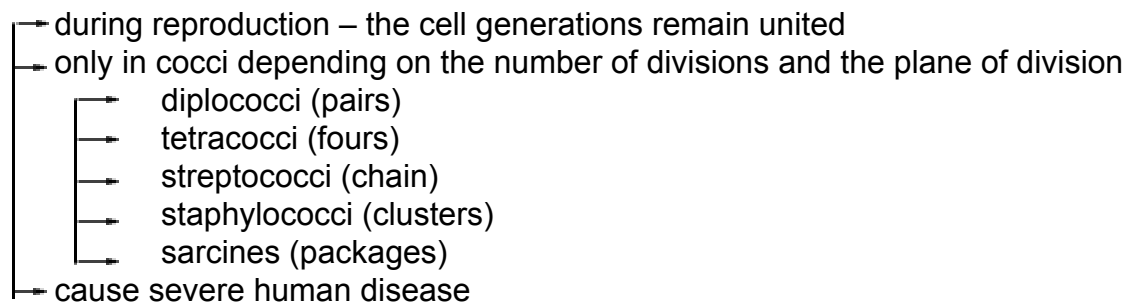 during reproduction – the cell generations remain united
only in cocci depending on the number of divisions and the plane of division
diplococci (pairs)
tetracocci (fours)
streptococci (chain)
staphylococci (clusters)
sarcines (packages)
cause severe human disease